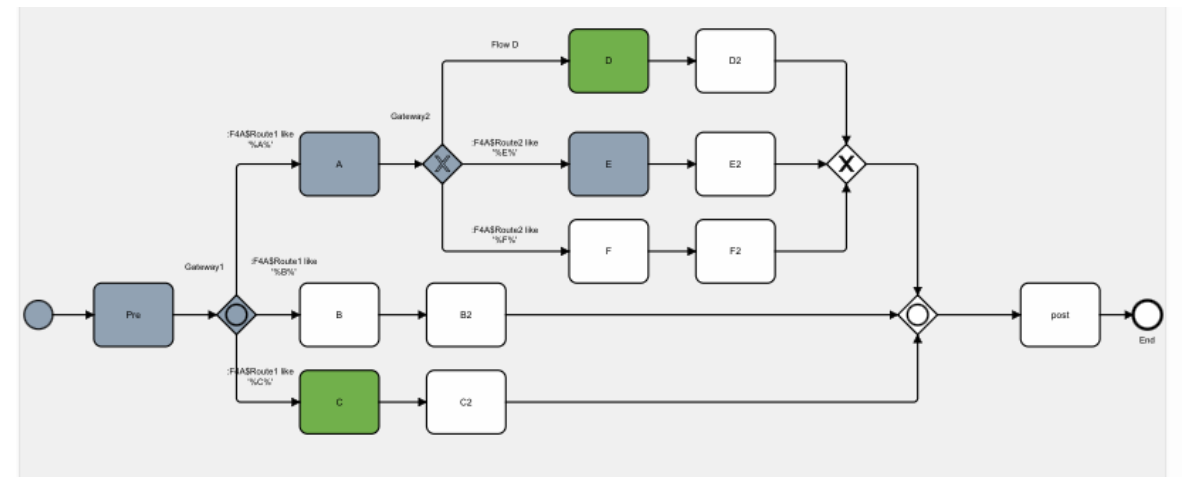 Flow D
D
D2
Gateway2
:F4A$Route1 like
'%A%'
A
X
:F4A$Route2 like
'%E%'
E
E2
X
:F4A$Route2 like
'%F%'
F
F2
Gateway1
:F4A$Route1 like
'%B%'
Pre
B
B2
post
End
:F4A$Route1 like
'%C%'
C
C2